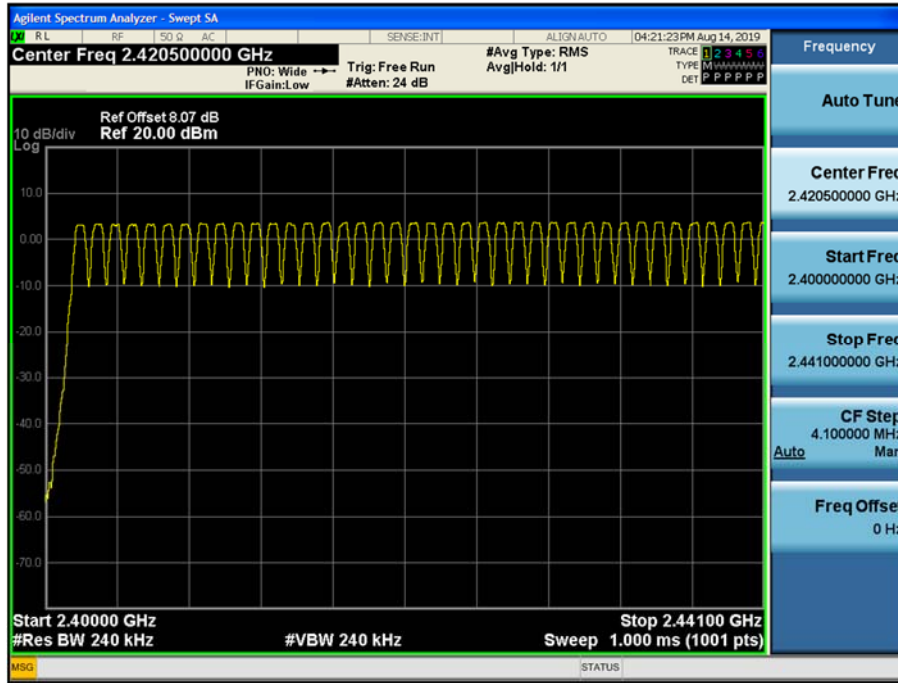 Agilent Spectrum Analyzer - Swept SA
LXI RL RF 50 Ω AC SENSE:INT ALIGNAUTO 04:21:23 PM Aug 14, 2019
Center Freq 2.420500000 GHz
PNO: Wide
IFGain:Low
Trig: Free Run
#Atten: 24 dB
#Avg Type: RMS
Avg|Hold: 1/1
TRACE 1 2 3 4 5 6
TYPE M
DET P P P P P P
Ref Offset 8.07 dB
10 dB/div Ref 20.00 dBm
Log
10.0
0.00
-10.0
-20.0
-30.0
-40.0
-50.0
-60.0
-70.0
Start 2.40000 GHz Stop 2.44100 GHz
#Res BW 240 kHz #VBW 240 kHz Sweep 1.000 ms (1001 pts)
MSG STATUS
Frequency
Auto Tune
Center Freq
2.420500000 GHz
Start Freq
2.400000000 GHz
Stop Freq
2.441000000 GHz
CF Step
4.100000 MHz
Auto Man
Freq Offset
0 Hz